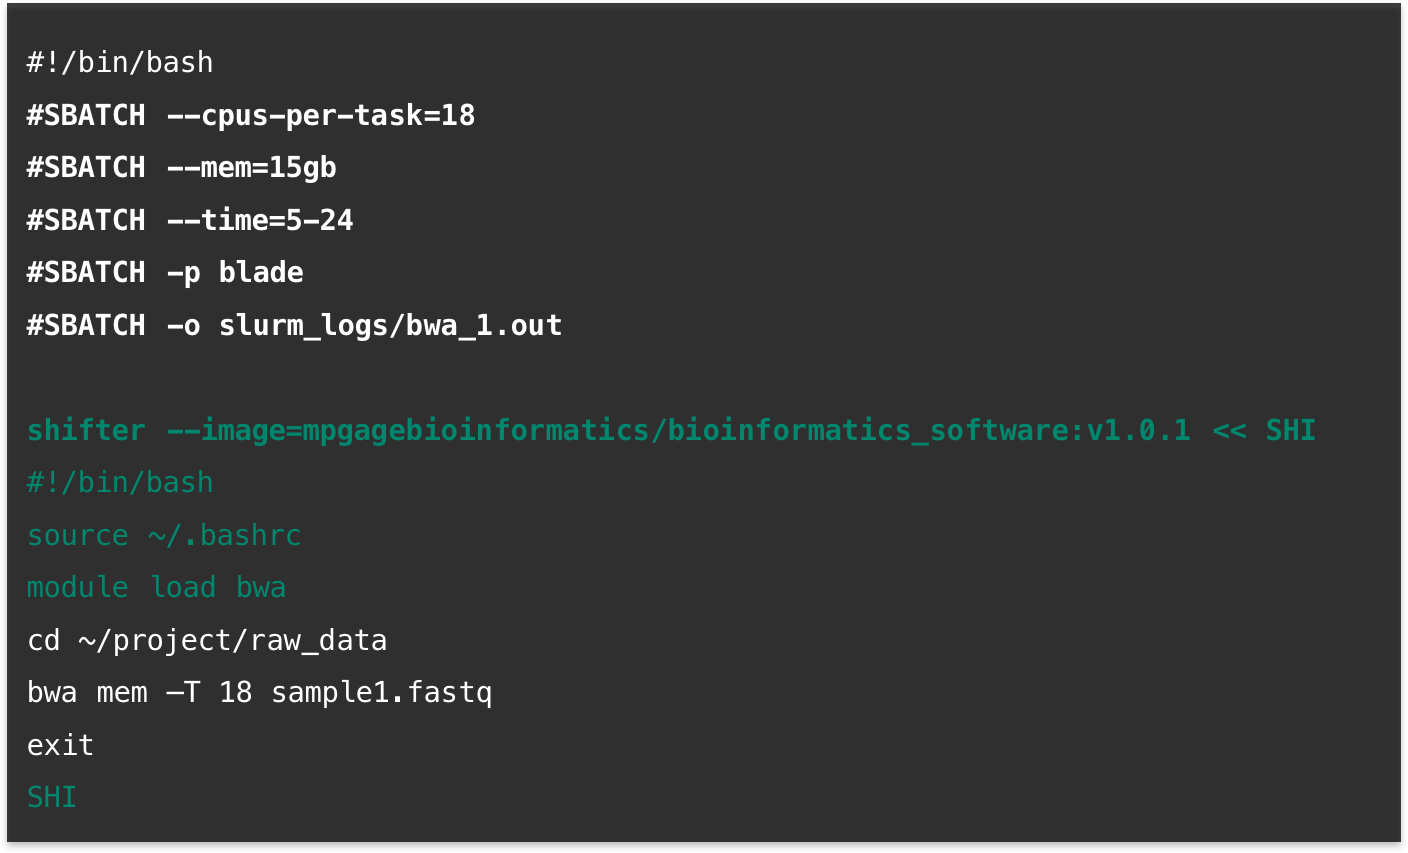 #!/bin/bash
#SBATCH --cpus-per-task=18
#SBATCH --mem=15gb
#SBATCH --time=5-24
#SBATCH -p blade
#SBATCH -o slurm_logs/bwa_1.out
shifter --image=mpgagebioinformatics/bioinformatics_software:v1.0.1 << SHI
#!/bin/bash
source ~/.bashrc
module load bwa
cd ~/project/raw_data
bwa mem –T 18 sample1.fastq
exit
SHI